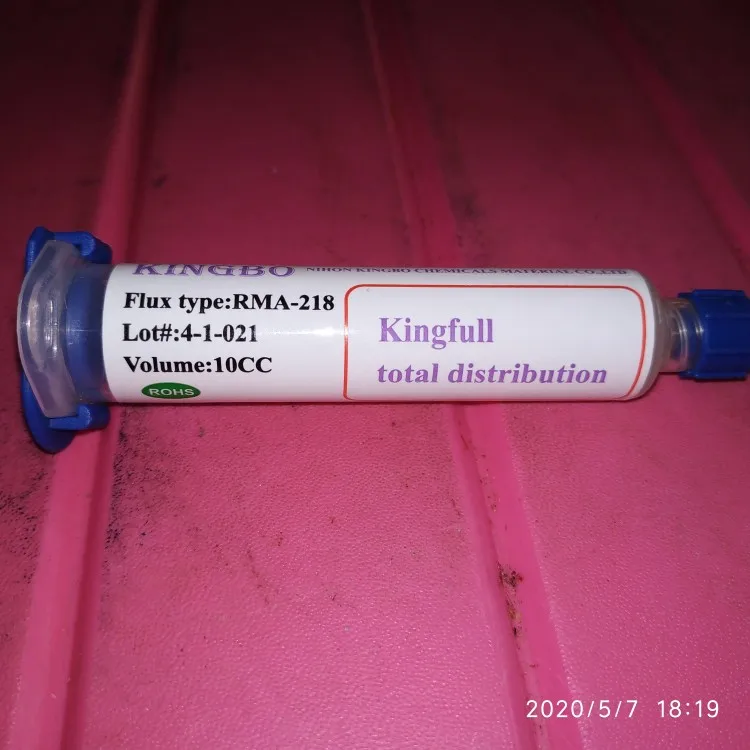 KINGBO NIHON KINGBO CHEMICALS MATERIAL CO.,LTD
Flux type:RMA-218
Lot#:4-1-021
Volume:10CC
ROHS
Kingfull
total distribution
2020/5/7 18:19